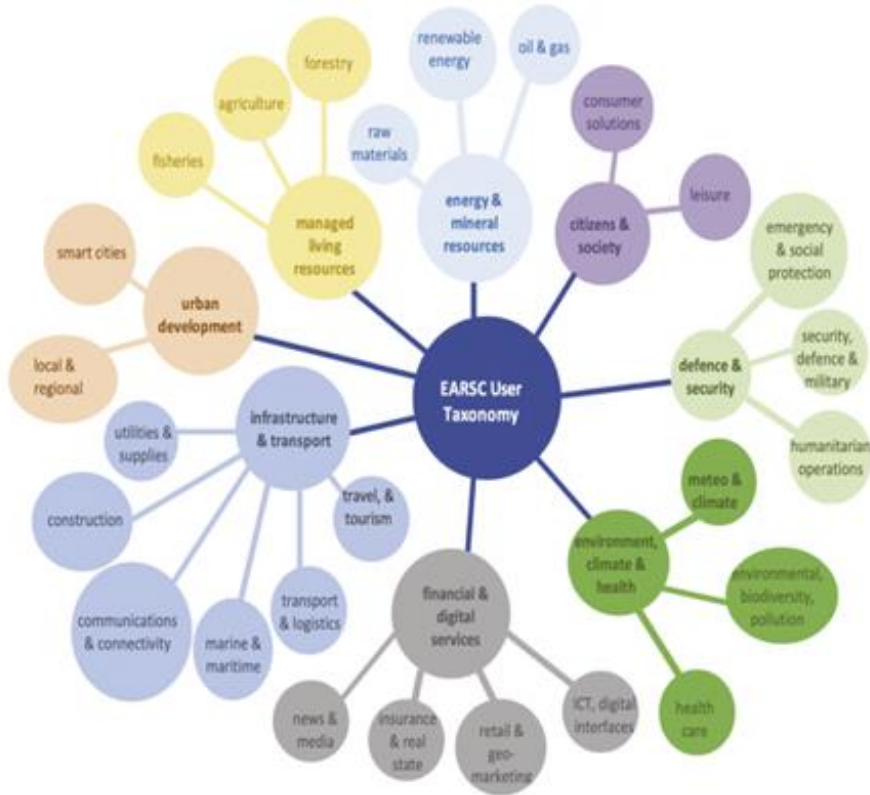 EARSC User
Taxonomy
managed
living
resources
fisheries
agriculture
forestry
energy &
mineral
resources
raw
materials
renewable
energy
oil & gas
citizens &
society
consumer
solutions
leisure
defence &
security
emergency
& social
protection
security,
defence &
military
humanitarian
operations
environment,
climate &
health
meteo &
climate
environmental,
biodiversity,
pollution
health
care
financial &
digital
services
ICT, digital
interfaces
retail &
geo-
marketing
insurance
& real
state
news &
media
infrastructure
& transport
travel, &
tourism
transport
& logistics
marine &
maritime
communications
& connectivity
construction
utilities &
supplies
urban
development
local &
regional
smart cities